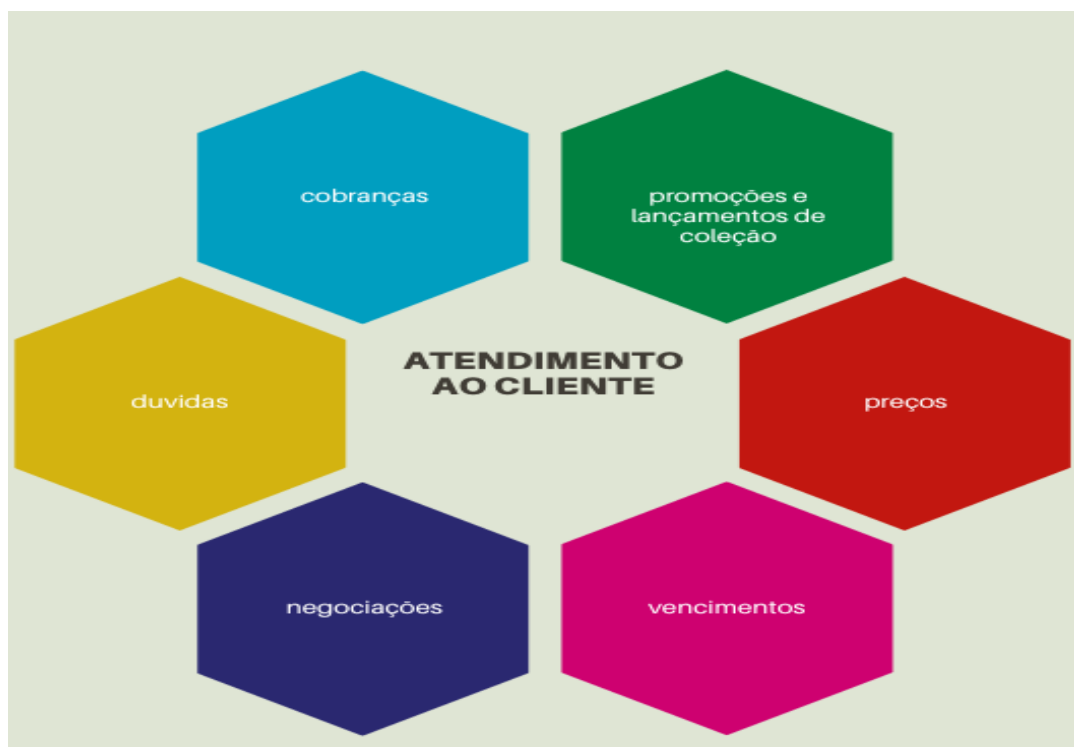 cobranças
promoções e
lançamentos de
coleção
ATENDIMENTO
AO CLIENTE
duvidas
preços
negociações
vencimentos